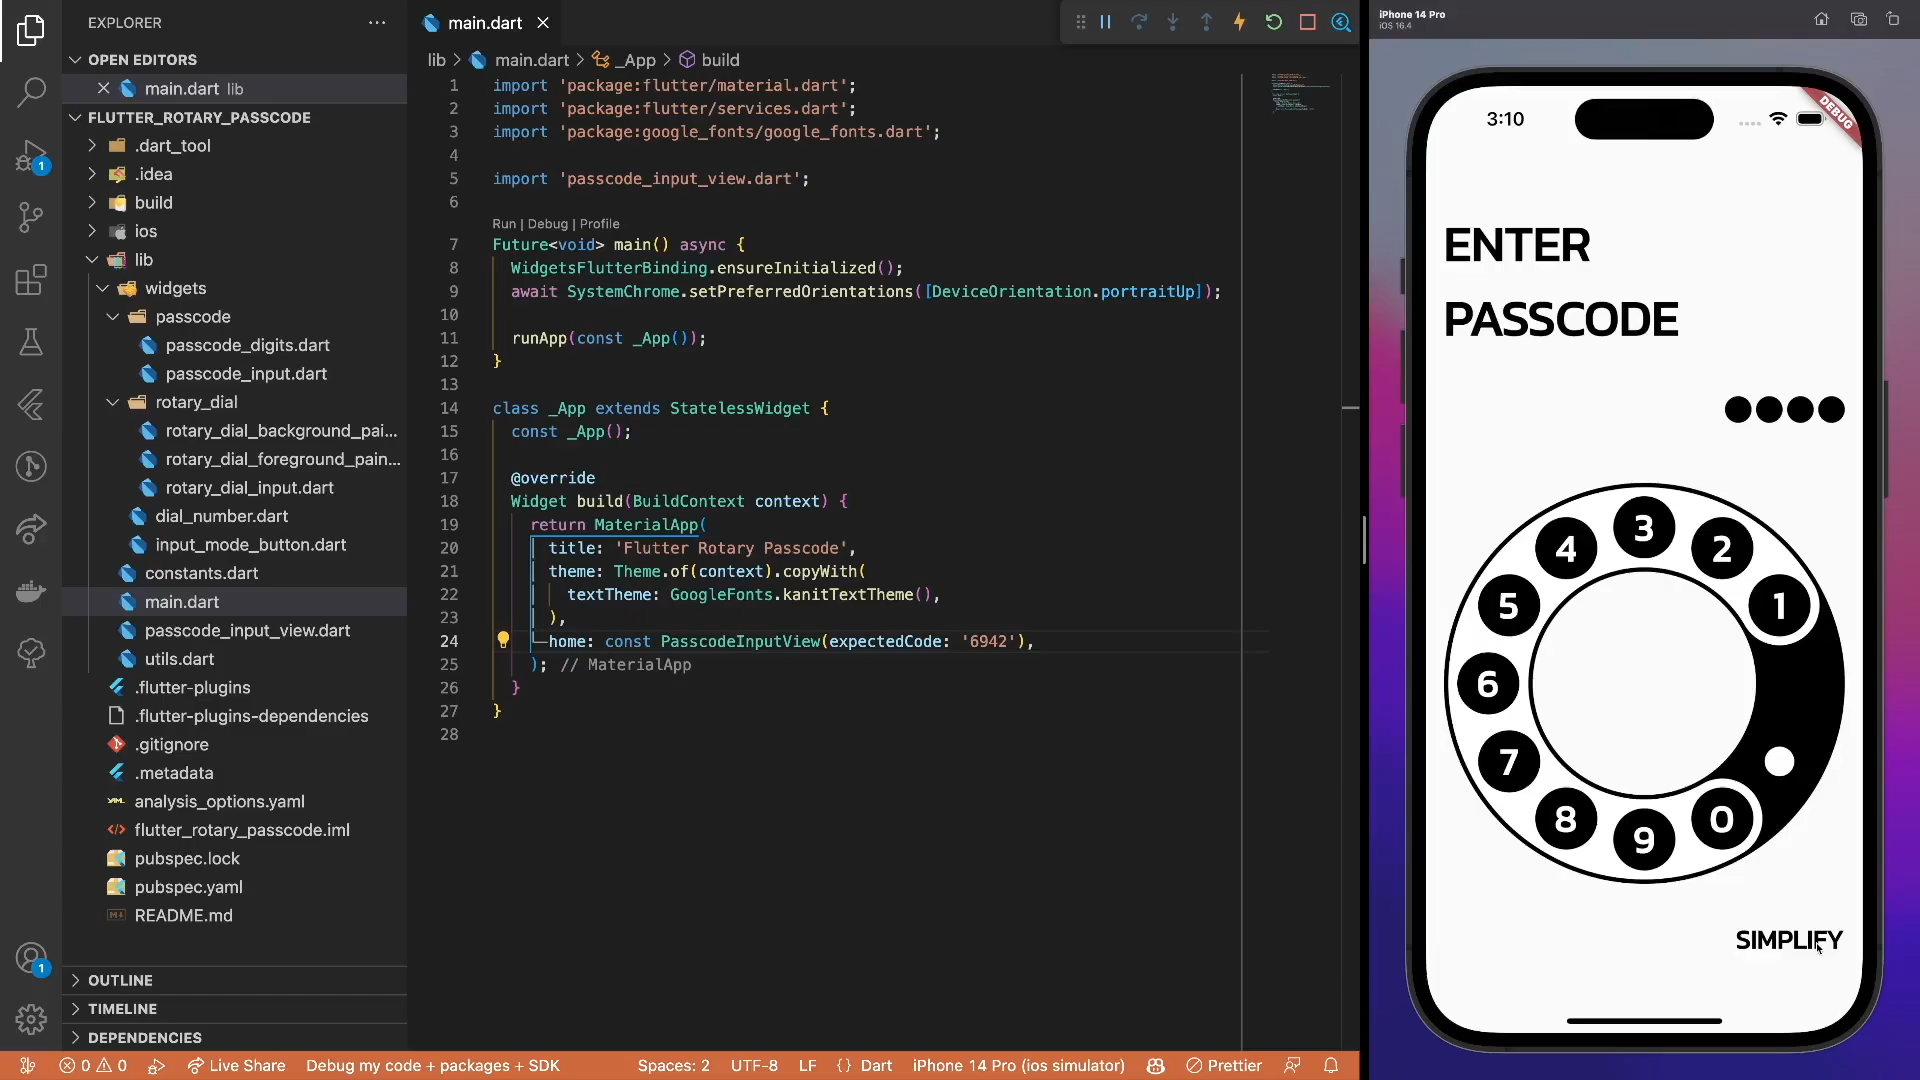 EXPLORER
OPEN EDITORS
main.dart lib
FLUTTER_ROTARY_PASSCODE
.dart_tool
.idea
build
ios
lib
widgets
passcode
passcode_digits.dart
passcode_input.dart
rotary_dial
rotary_dial_background_pai...
rotary_dial_foreground_pain...
rotary_dial_input.dart
dial_number.dart
input_mode_button.dart
constants.dart
main.dart
passcode_input_view.dart
utils.dart
.flutter-plugins
.flutter-plugins-dependencies
.gitignore
.metadata
analysis_options.yaml
flutter_rotary_passcode.iml
pubspec.lock
pubspec.yaml
README.md
OUTLINE
TIMELINE
DEPENDENCIES
1
1
main.dart
lib > main.dart > _App > build
1 import 'package:flutter/material.dart';
2 import 'package:flutter/services.dart';
3 import 'package:google_fonts/google_fonts.dart';
4
5 import 'passcode_input_view.dart';
6
Run | Debug | Profile
7 Future<void> main() async {
8 WidgetsFlutterBinding.ensureInitialized();
9 await SystemChrome.setPreferredOrientations([DeviceOrientation.portraitUp]);
10
11 runApp(const _App());
12 }
13
14 class _App extends StatelessWidget {
15 const _App();
16
17 @override
18 Widget build(BuildContext context) {
19 return MaterialApp(
20 title: 'Flutter Rotary Passcode',
21 theme: Theme.of(context).copyWith(
22 textTheme: GoogleFonts.kanitTextTheme(),
23 ),
24 home: const PasscodeInputView(expectedCode: '6942'),
25 ); // MaterialApp
26 }
27 }
28
0 0 Live Share Debug my code + packages + SDK Spaces: 2 UTF-8 LF {} Dart iPhone 14 Pro (ios simulator) Prettier
iPhone 14 Pro
iOS 16.4
3:10
DEBUG
ENTER
PASSCODE
3
4 2
5 1
6
7
8 0
9
SIMPLIFY